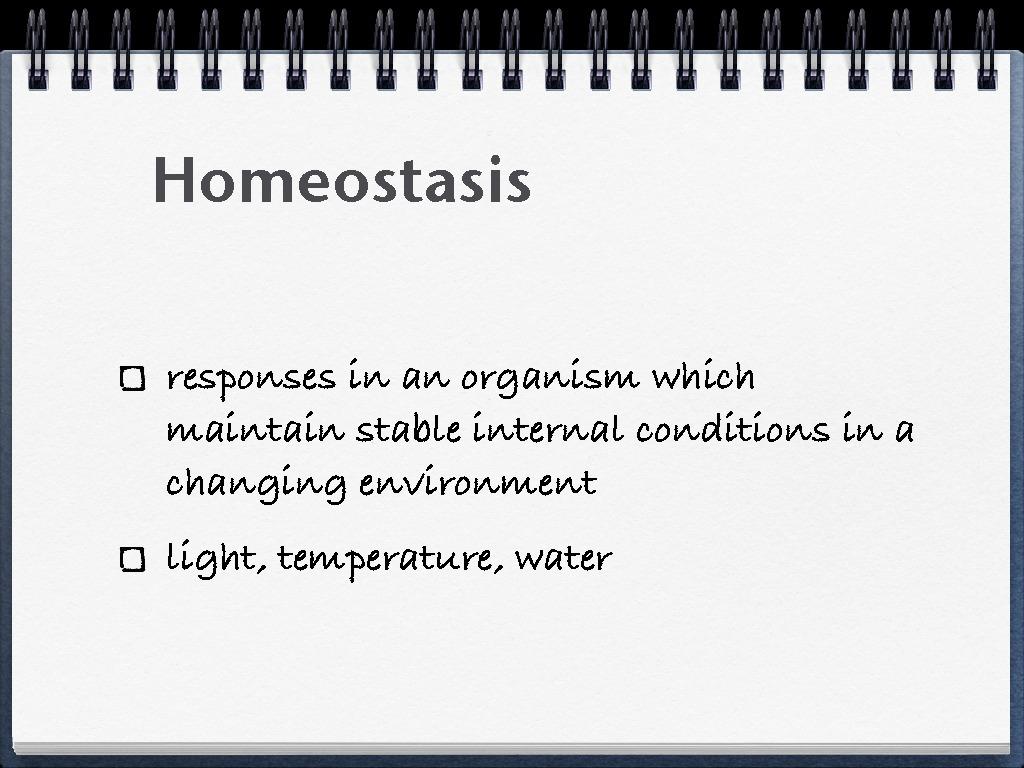 Homeostasis
responses in an organism which
maintain stable internal conditions in a
changing environment
light, temperature, water